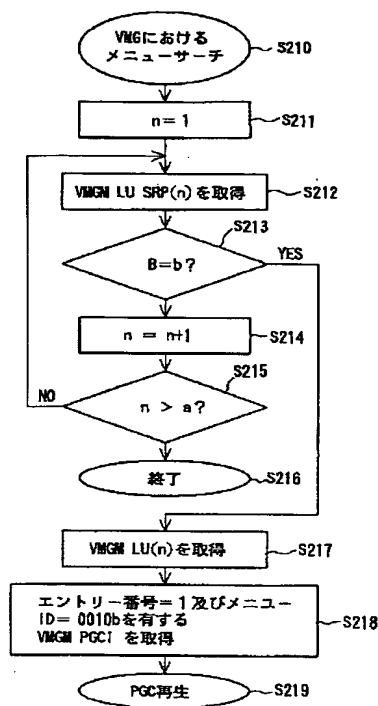 VMGにおける
メニューサーチ
S210
n= 1
S211
VMGM LU SRP(n)を取得
S212
S213
B=b?
YES
n = n+1
S214
S215
NO
n > a?
終了
S216
VMGM LU(n)を取得
S217
エントリー番号= 1 及びメニュー
ID= 0010bを有する
VMGM PGCI を取得
S218
PGC再生
S219